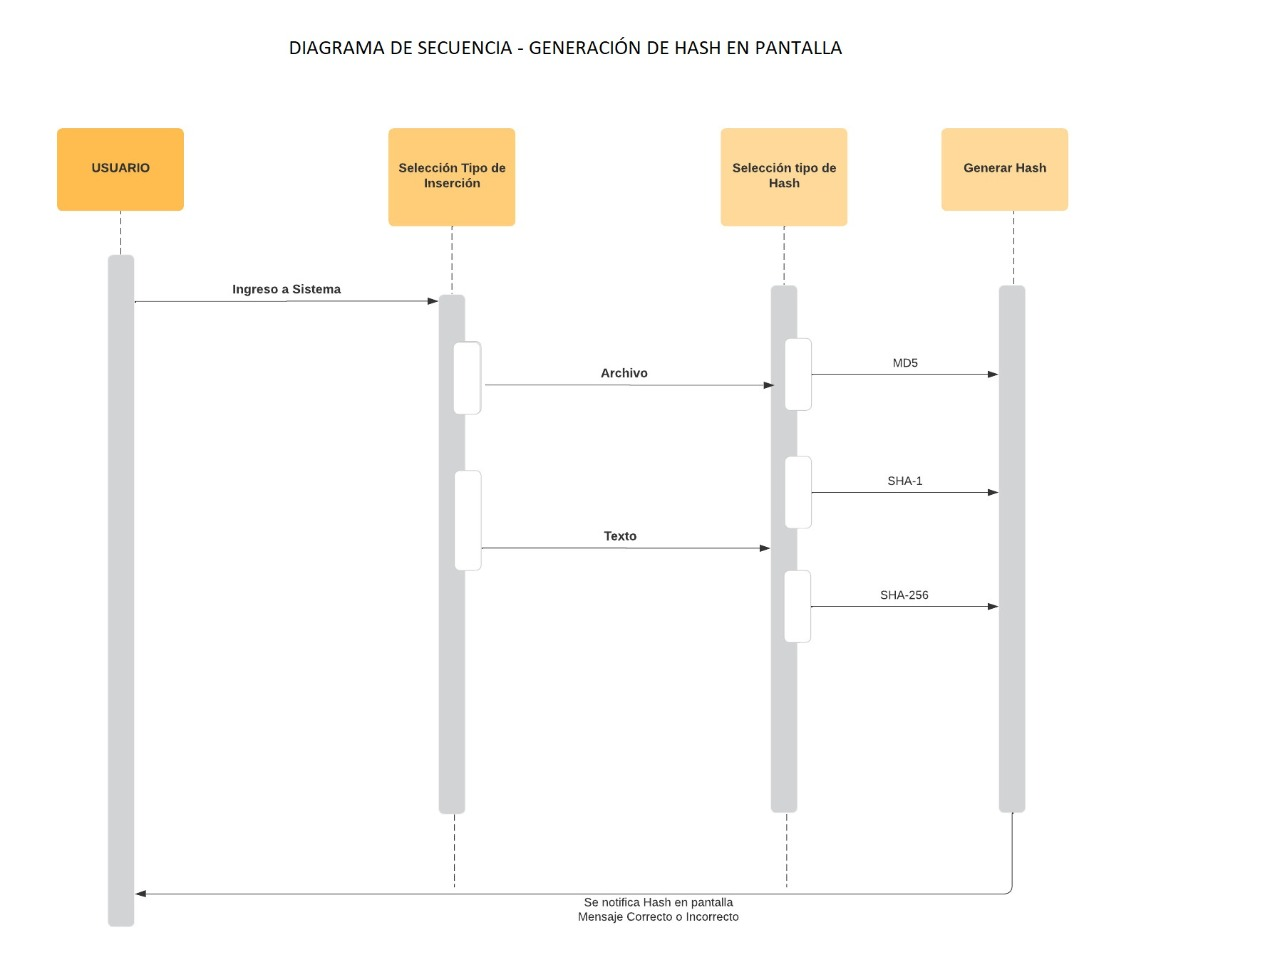 DIAGRAMA DE SECUENCIA - GENERACIÓN DE HASH EN PANTALLA
USUARIO
Selección Tipo de
Inserción
Selección tipo de
Hash
Generar Hash
Ingreso a Sistema
Archivo
MD5
SHA-1
Texto
SHA-256
Se notifica Hash en pantalla
Mensaje Correcto o Incorrecto